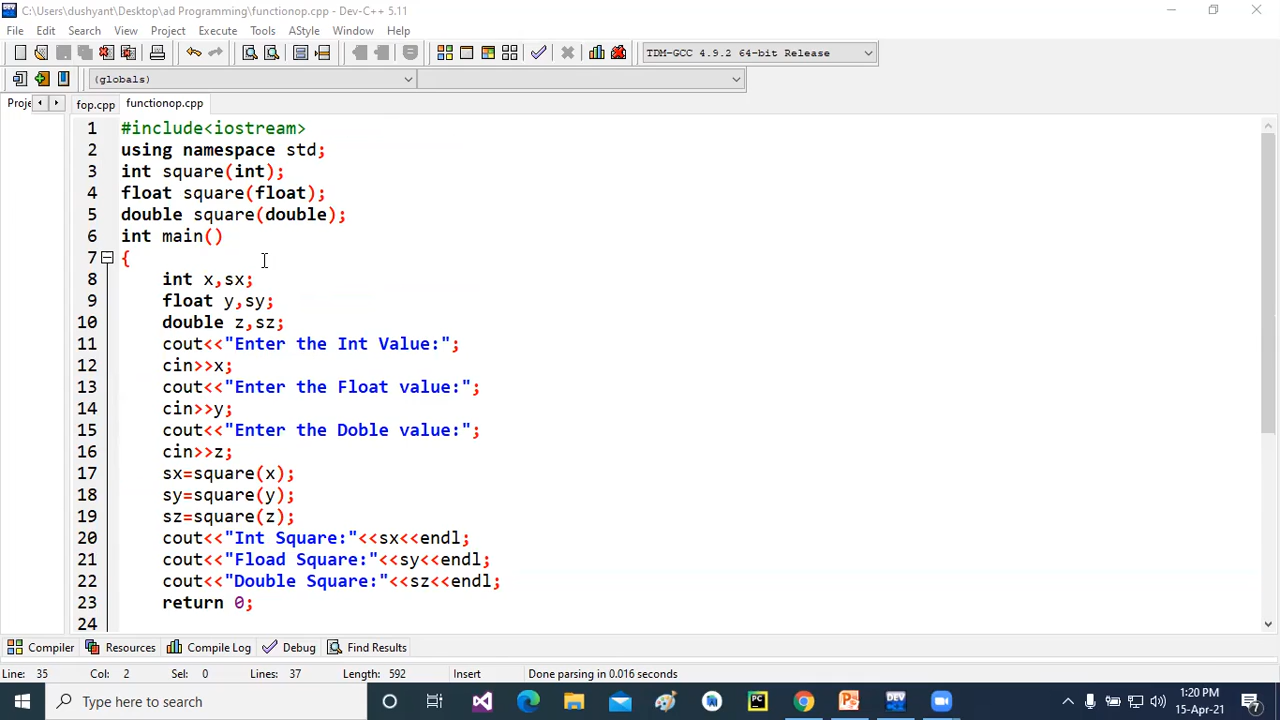 C:\Users\dushyant\Desktop\ad Programming\functionop.cpp - Dev-C++ 5.11
File Edit Search View Project Execute Tools AStyle Window Help
TDM-GCC 4.9.2 64-bit Release
(globals)
Proje fop.cpp functionop.cpp
1 #include<iostream>
2 using namespace std;
3 int square(int);
4 float square(float);
5 double square(double);
6 int main()
7 {
8 int x,sx;
9 float y,sy;
10 double z,sz;
11 cout<<"Enter the Int Value:";
12 cin>>x;
13 cout<<"Enter the Float value:";
14 cin>>y;
15 cout<<"Enter the Doble value:";
16 cin>>z;
17 sx=square(x);
18 sy=square(y);
19 sz=square(z);
20 cout<<"Int Square:"<<sx<<endl;
21 cout<<"Fload Square:"<<sy<<endl;
22 cout<<"Double Square:"<<sz<<endl;
23 return 0;
24
Compiler Resources Compile Log Debug Find Results
Line: 35 Col: 2 Sel: 0 Lines: 37 Length: 592 Insert Done parsing in 0.016 seconds
Type here to search
1:20 PM
15-Apr-21